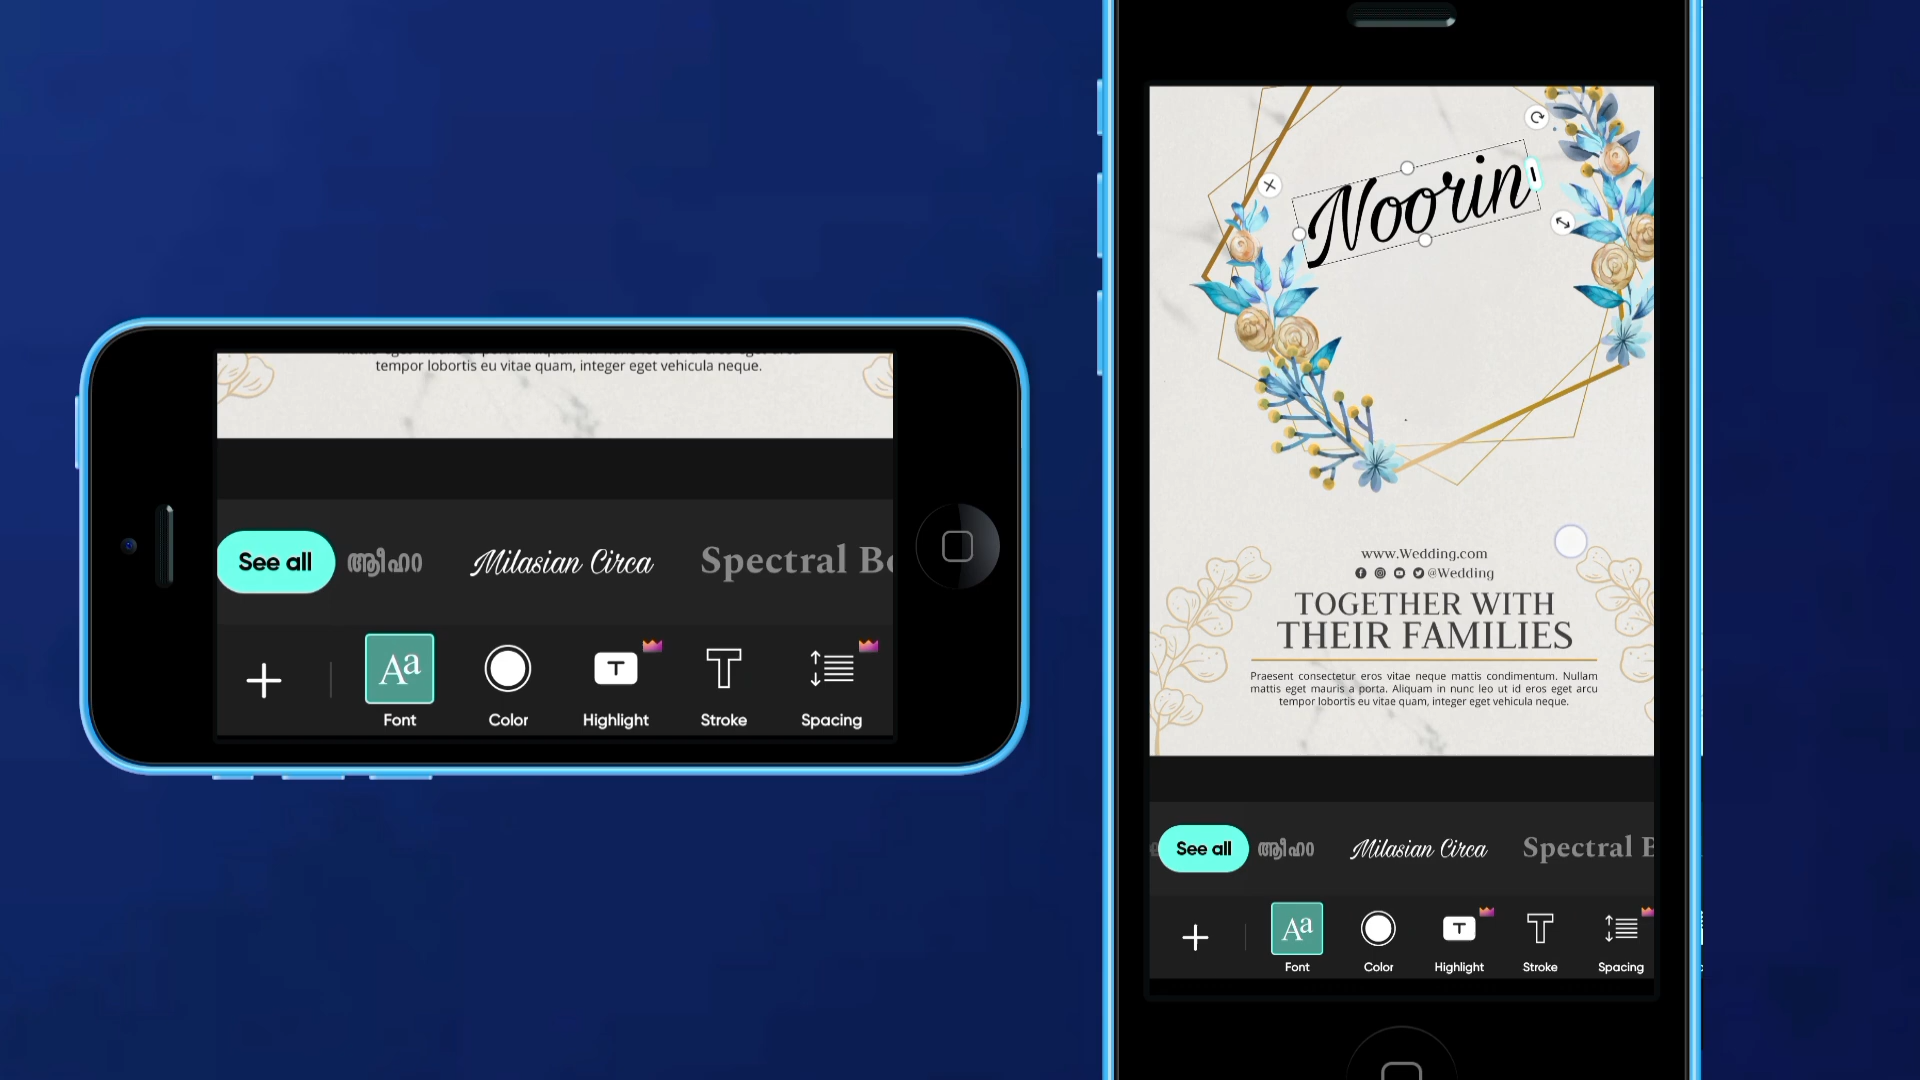 tempor lobortis eu vitae quam, integer eget vehicula neque.
See all
ആീഹാ
Milasian Circa
Spectral Bo
Aa
T
T
Font
Color
Highlight
Stroke
Spacing
Noorin
www.Wedding.com
@Wedding
TOGETHER WITH
THEIR FAMILIES
Praesent consectetur eros vitae neque mattis condimentum. Nullam
mattis eget mauris a porta. Aliquam in nunc leo ut id eros eget arcu
tempor lobortis eu vitae quam, integer eget vehicula neque.
See all
ആീഹാ
Milasian Circa
Spectral B
Aa
T
T
Font
Color
Highlight
Stroke
Spacing